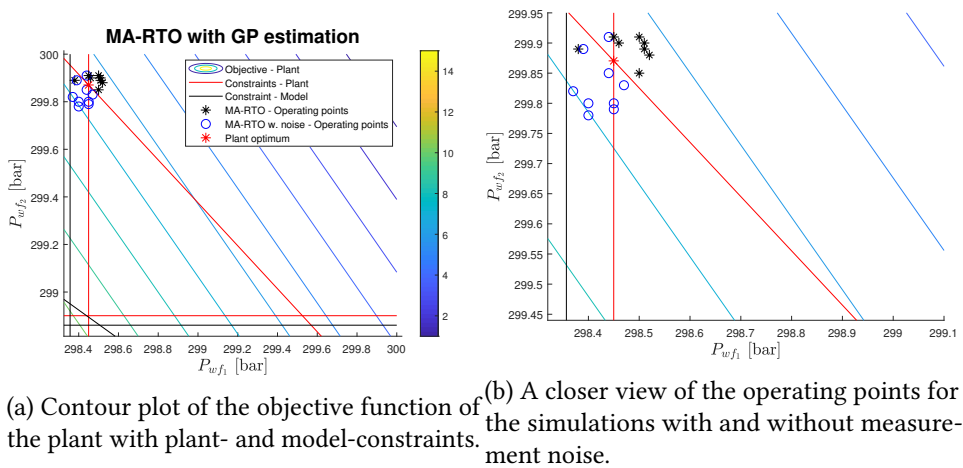 MA-RTO with GP estimation
Objective - Plant
Constraints - Plant
Constraint - Model
MA-RTO - Operating points
MA-RTO w. noise - Operating points
Plant optimum
300
299.8
299.6
299.4
299.2
299
P_{wf_2} [bar]
298.4 298.6 298.8 299 299.2 299.4 299.6 299.8 300
P_{wf_1} [bar]
14
12
10
8
6
4
2
(a) Contour plot of the objective function of
the plant with plant- and model-constraints.
299.95
299.9
299.85
299.8
299.75
299.7
299.65
299.6
299.55
299.5
299.45
P_{wf_2} [bar]
298.4 298.5 298.6 298.7 298.8 298.9 299 299.1
P_{wf_1} [bar]
(b) A closer view of the operating points for
the simulations with and without measure-
ment noise.